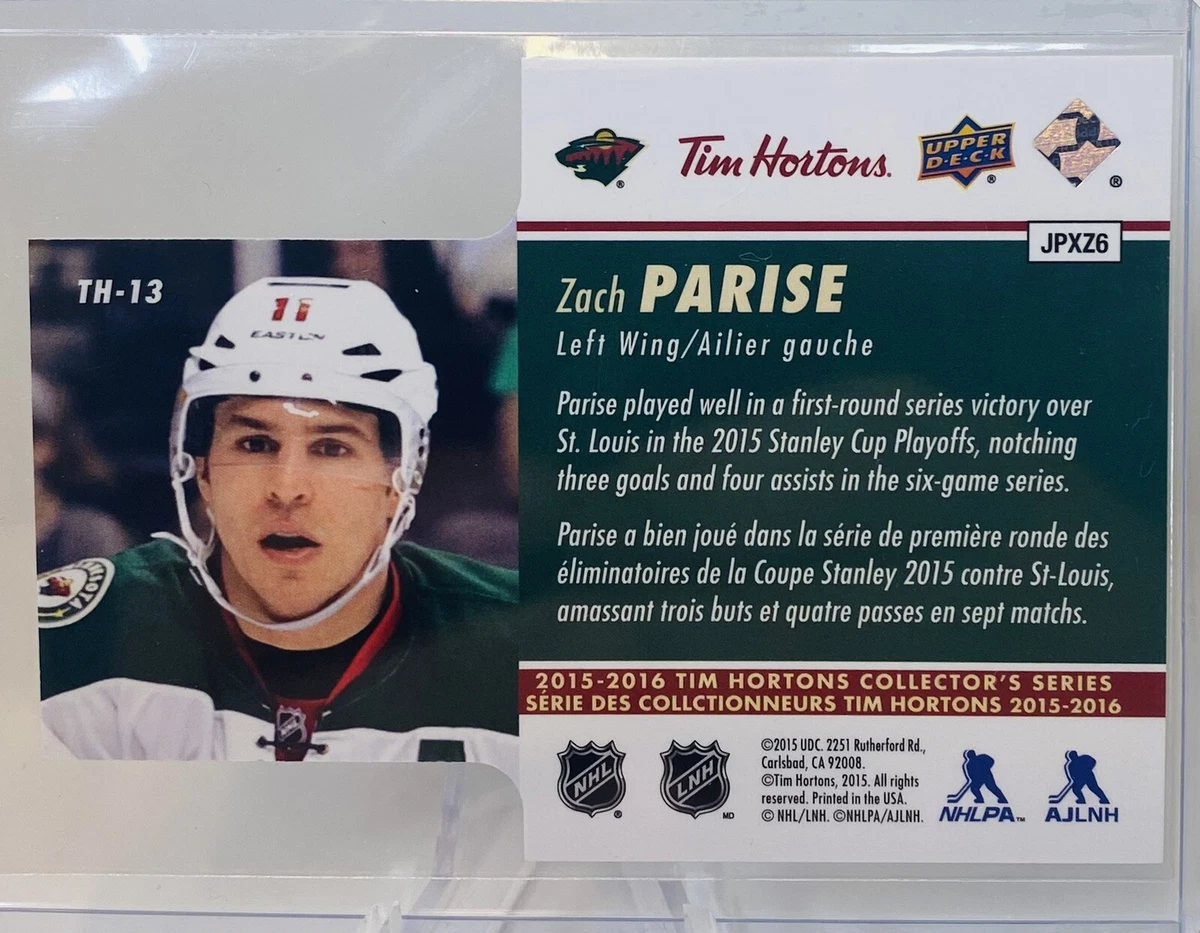 Tim Hortons.
UPPER
D·E·C·K
®
®
®
JPXZ6
TH-13
11
EASTON
MINNESOTA
NHL
Zach PARISE
Left Wing/Ailier gauche
Parise played well in a first-round series victory over
St. Louis in the 2015 Stanley Cup Playoffs, notching
three goals and four assists in the six-game series.
Parise a bien joué dans la série de première ronde des
éliminatoires de la Coupe Stanley 2015 contre St-Louis,
amassant trois buts et quatre passes en sept matchs.
2015-2016 TIM HORTONS COLLECTOR'S SERIES
SÉRIE DES COLLCTIONNEURS TIM HORTONS 2015-2016
NHL
®
LNH
MD
©2015 UDC. 2251 Rutherford Rd.,
Carlsbad, CA 92008.
©Tim Hortons, 2015. All rights
reserved. Printed in the USA.
© NHL/LNH. ©NHLPA/AJLNH.
NHLPA™
AJLNH